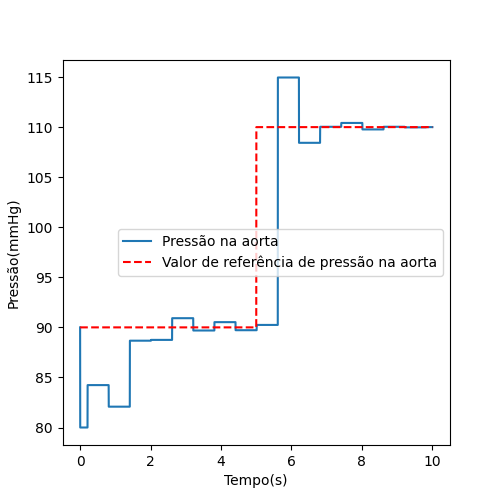 115
110
105
100
95
90
85
80
Pressão(mmHg)
Pressão na aorta
Valor de referência de pressão na aorta
0 2 4 6 8 10
Tempo(s)